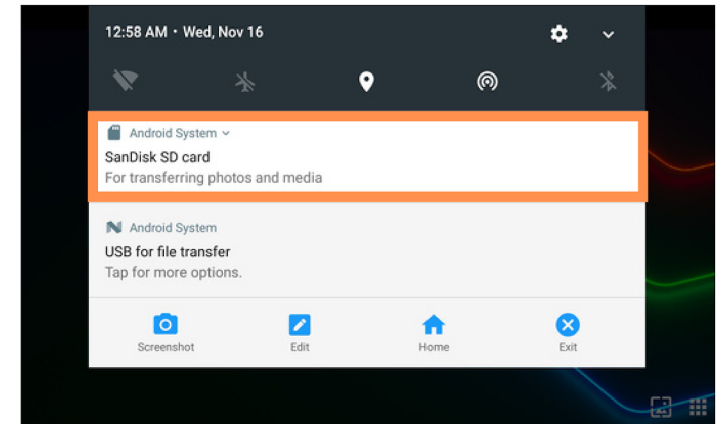 12:58 AM • Wed, Nov 16
Android System
SanDisk SD card
For transferring photos and media
Android System
USB for file transfer
Tap for more options.
Screenshot Edit Home Exit